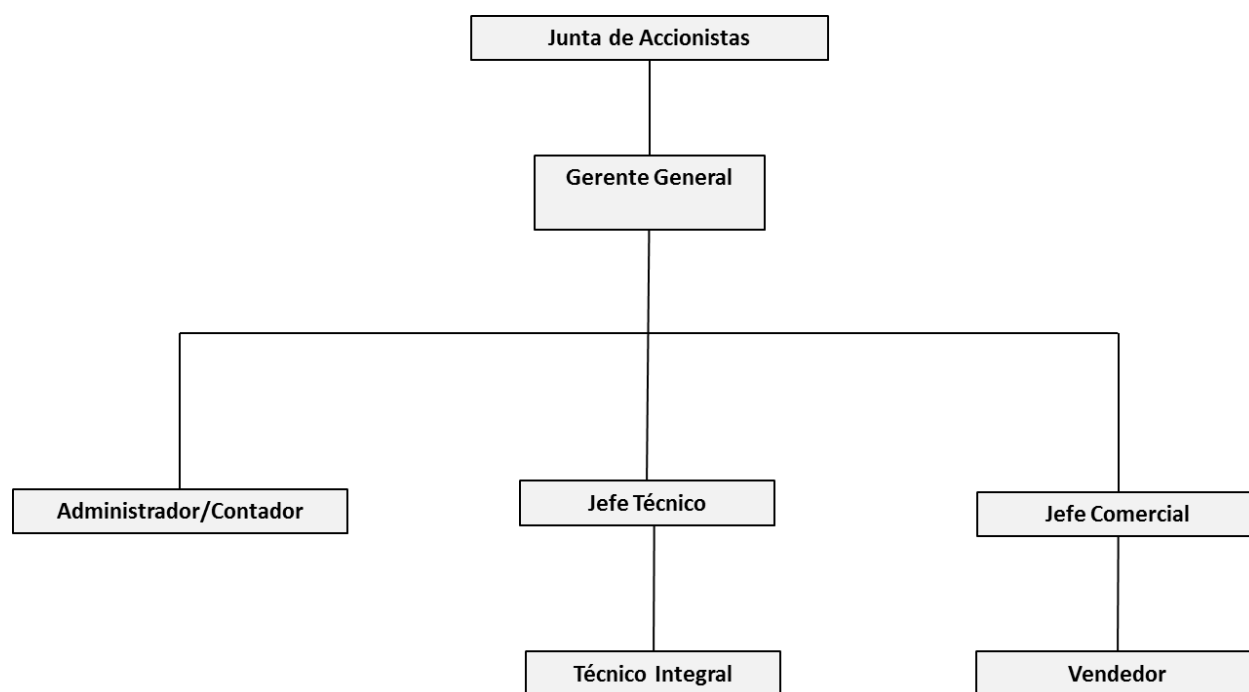 Junta de Accionistas
Gerente General
Administrador/Contador
Jefe Técnico
Jefe Comercial
Técnico Integral
Vendedor